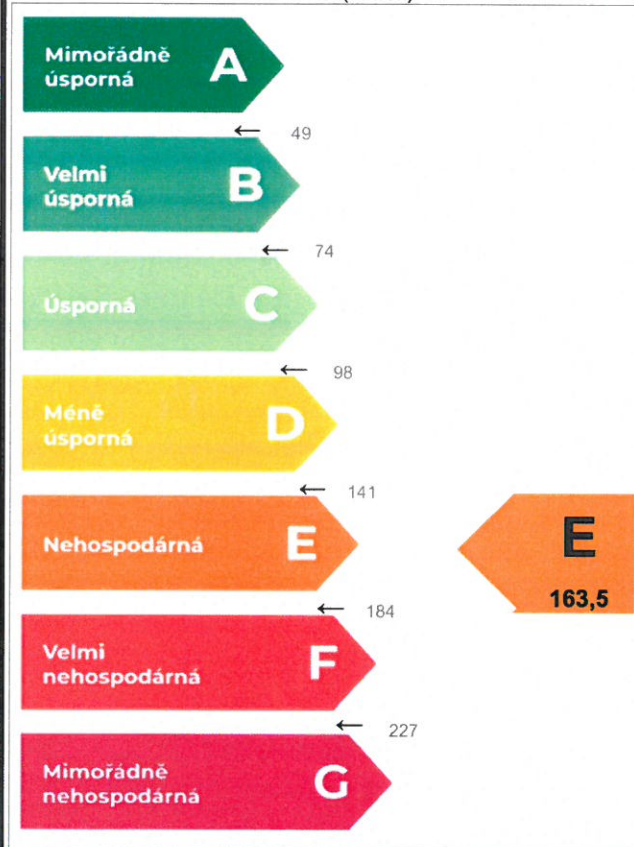 Mimořádně
úsporná
A
← 49
Velmi
úsporná
B
← 74
Úsporná C
← 98
Méně
úsporná
D
← 141
Nehospodárná E
E
163,5
← 184
Velmi
nehospodárná
F
← 227
Mimořádně
nehospodárná
G